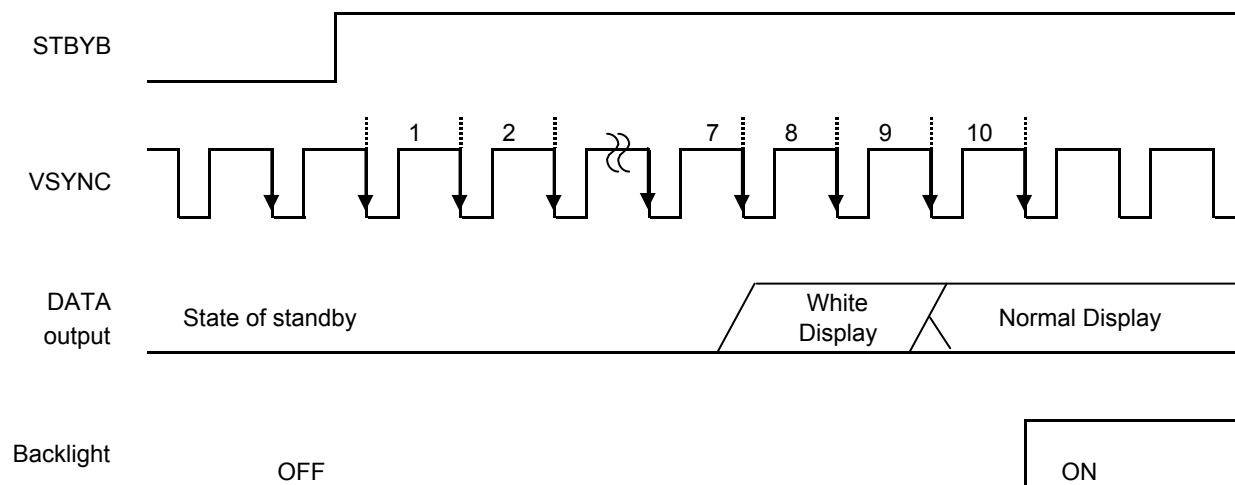 STBYB
1 2 7 8 9 10
VSYNC
DATA
output
State of standby
White
Display
Normal Display
Backlight
OFF
ON